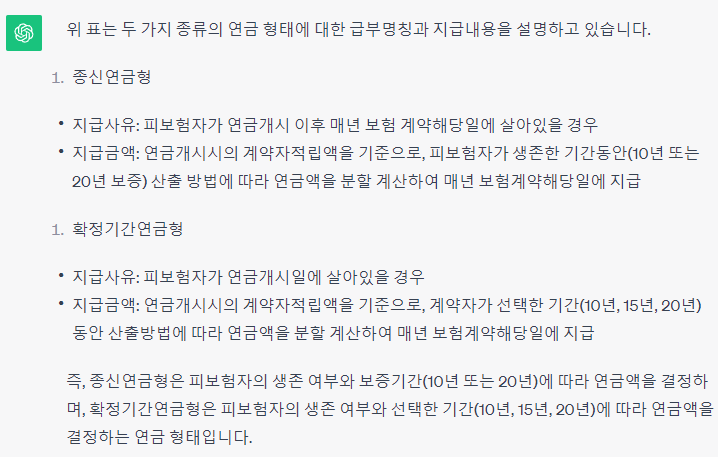 위 표는 두 가지 종류의 연금 형태에 대한 급부명칭과 지급내용을 설명하고 있습니다.
1. 종신연금형
• 지급사유: 피보험자가 연금개시 이후 매년 보험 계약해당일에 살아있을 경우
• 지급금액: 연금개시시의 계약자적립액을 기준으로, 피보험자가 생존한 기간동안(10년 또는
20년 보증) 산출 방법에 따라 연금액을 분할 계산하여 매년 보험계약해당일에 지급
1. 확정기간연금형
• 지급사유: 피보험자가 연금개시일에 살아있을 경우
• 지급금액: 연금개시시의 계약자적립액을 기준으로, 계약자가 선택한 기간(10년, 15년, 20년)
동안 산출방법에 따라 연금액을 분할 계산하여 매년 보험계약해당일에 지급
즉, 종신연금형은 피보험자의 생존 여부와 보증기간(10년 또는 20년)에 따라 연금액을 결정하
며, 확정기간연금형은 피보험자의 생존 여부와 선택한 기간(10년, 15년, 20년)에 따라 연금액을
결정하는 연금 형태입니다.